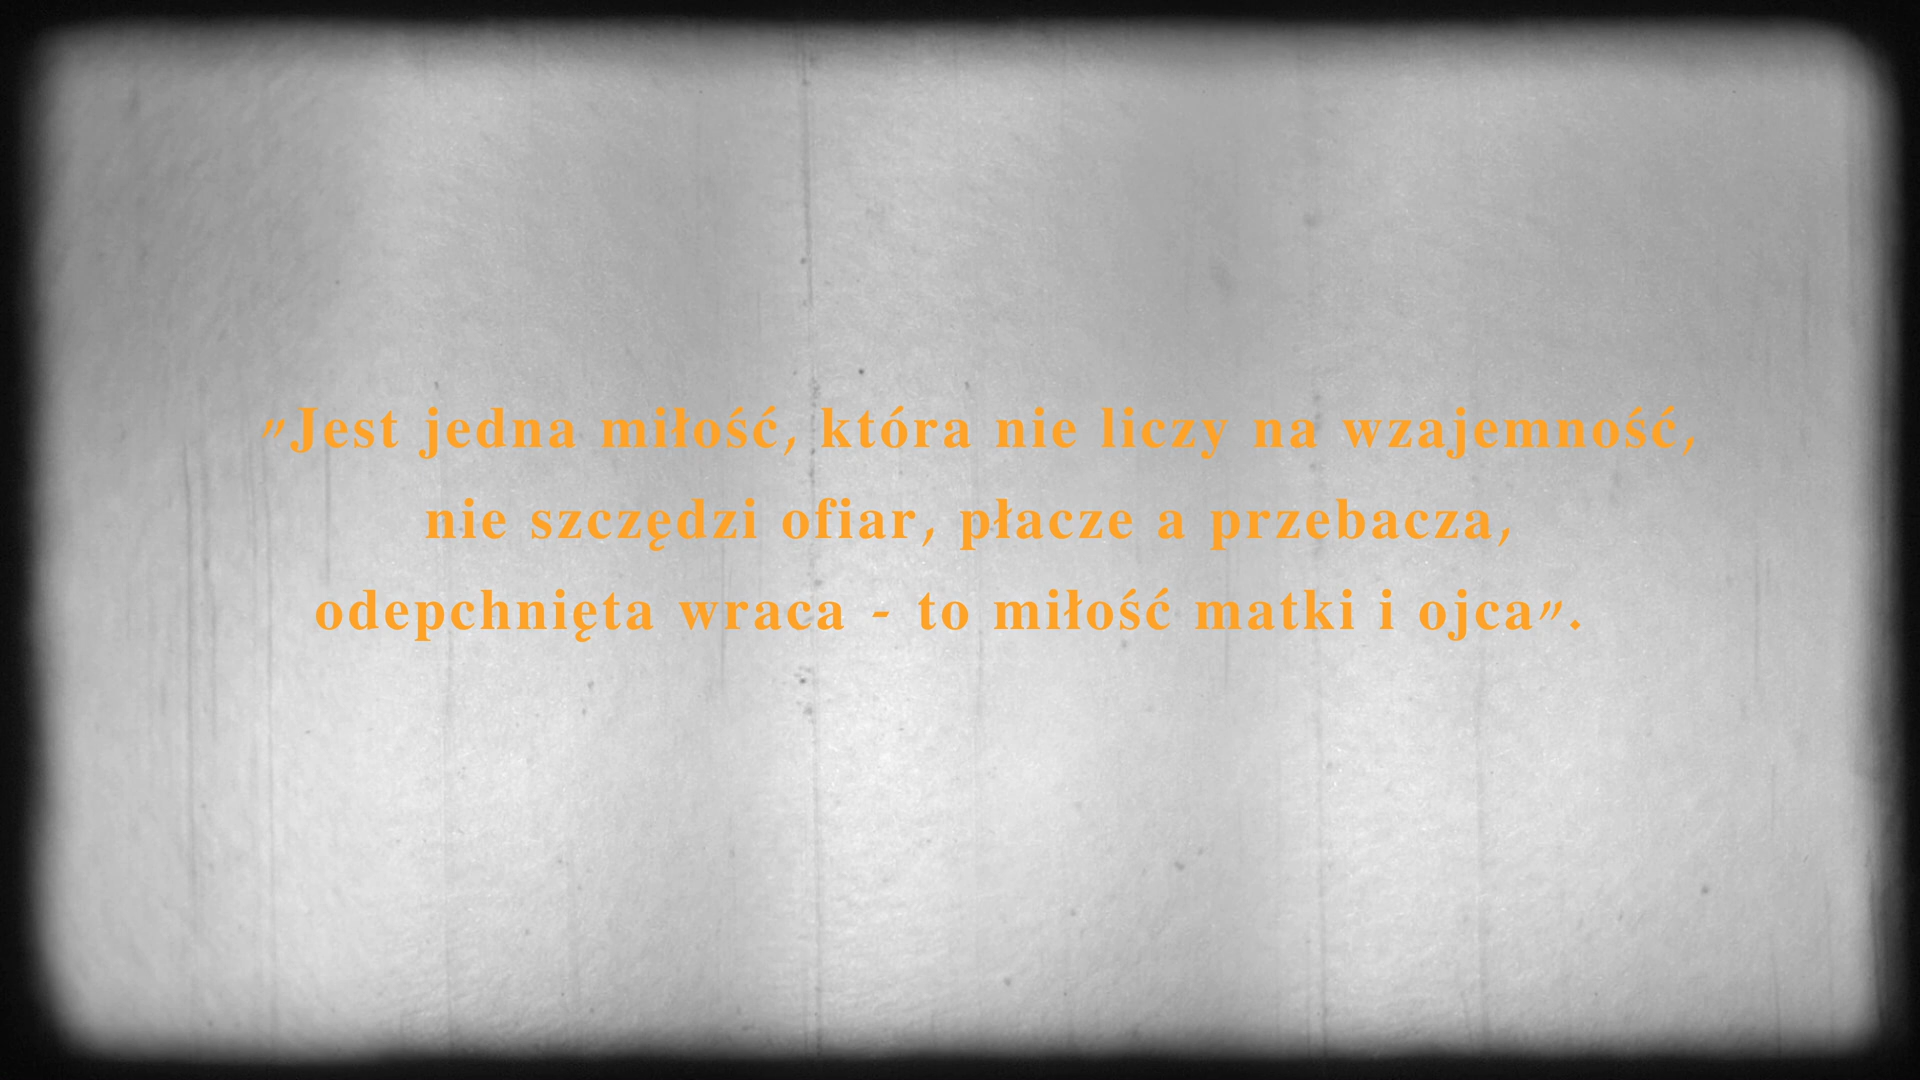 "Jest jedna miłość, która nie liczy na wzajemność,
nie szczędzi ofiar, płacze a przebacza,
odepchnięta wraca - to miłość matki i ojca".